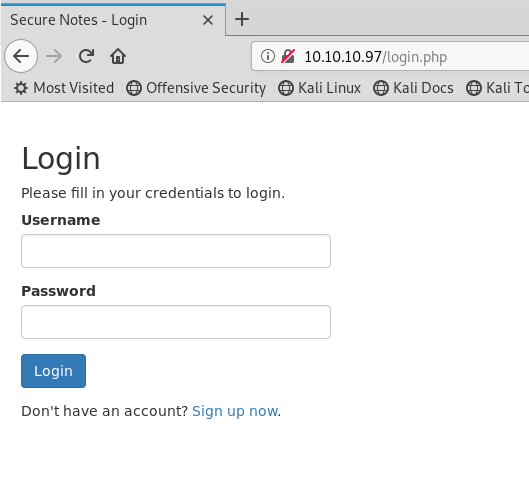 Secure Notes - Login
10.10.10.97/login.php
Most Visited Offensive Security Kali Linux Kali Docs Kali To
Login
Please fill in your credentials to login.
Username
Password
Login
Don't have an account? Sign up now.